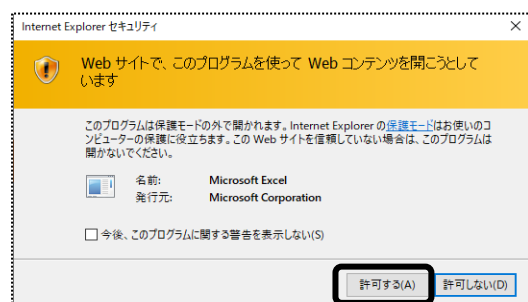 Internet Explorer セキュリティ
Web サイトで、このプログラムを使って Web コンテンツを開こうとして
います
このプログラムは保護モードの外で開かれます。Internet Explorer の保護モードはお使いのコ
ンピューターの保護に役立ちます。この Web サイトを信頼していない場合は、このプログラムは
開かないでください。
名前: Microsoft Excel
発行元: Microsoft Corporation
今後、このプログラムに関する警告を表示しない(S)
許可する(A) 許可しない(D)